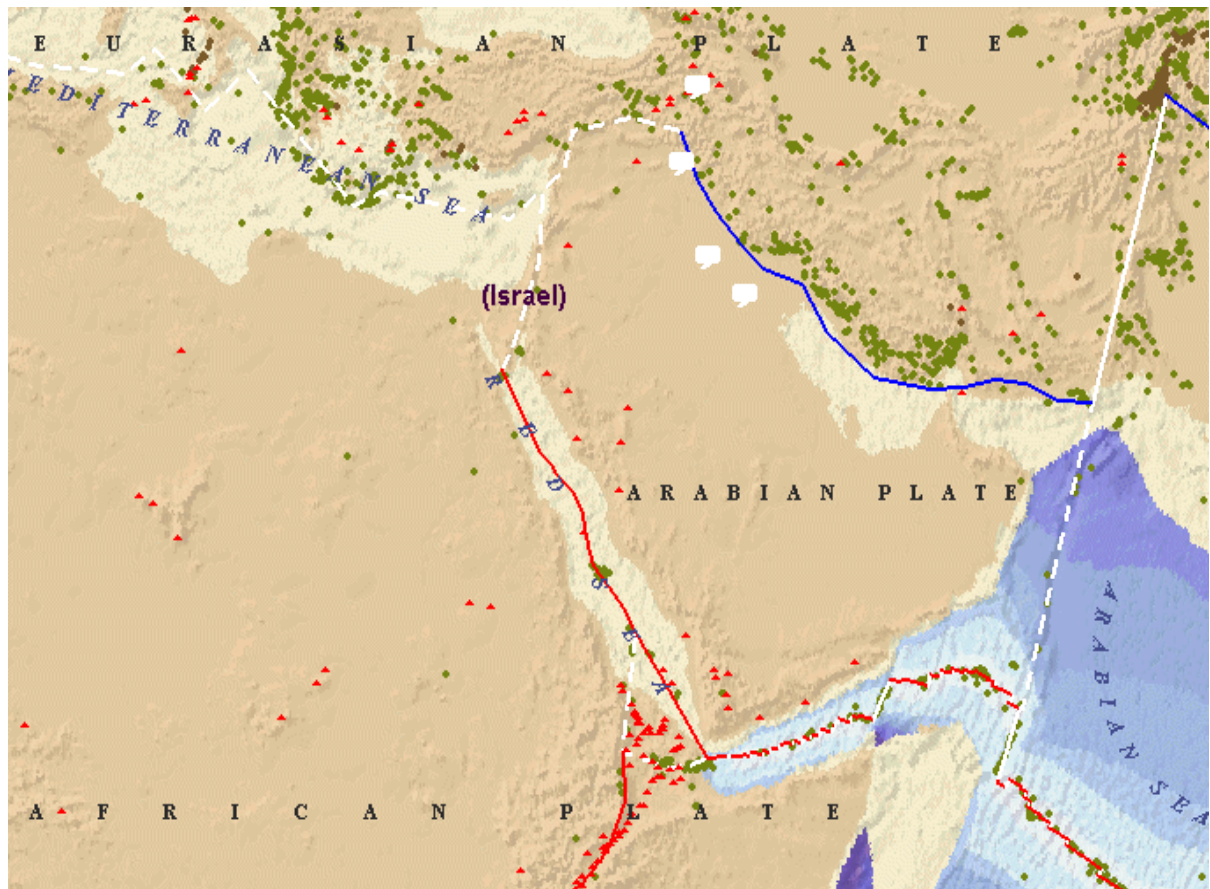 EURASIAN PLATE
MEDITERRANEAN SEA
(Israel)
RED SEA
ARABIAN PLATE
ARABIAN SEA
AFRICAN PLATE